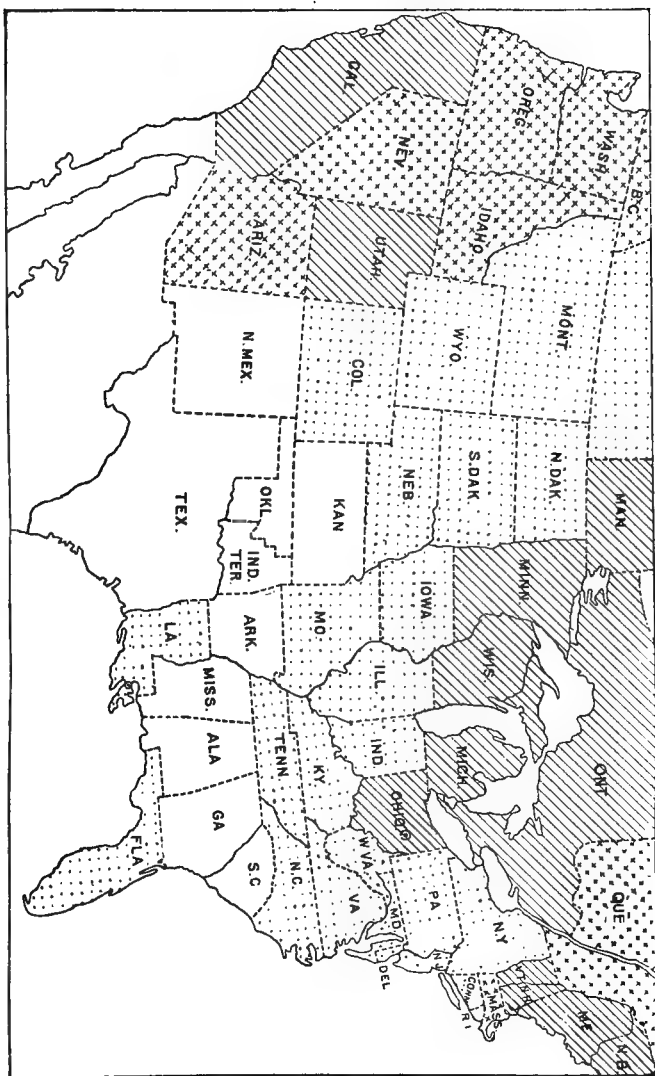 WASH.
B.C
MAN
ONT
QUE
N.B.
OREG
IDAHO
MONT.
N.DAK
MINN.
WIS
MICH.
N.Y
VT.
N.H
ME
MASS
CONN
R I
NEV
CAL.
UTAH.
WYO.
S.DAK
NEB
IOWA
ILL.
IND.
OHIO
PA
N.J
MD.
DEL
W VA.
VA
ARIZ
COL.
KAN
MO.
KY
N.MEX.
OKL.
IND.
TER.
ARK.
TENN
N.C.
S.C
TEX.
LA
MISS.
ALA
GA
FLA